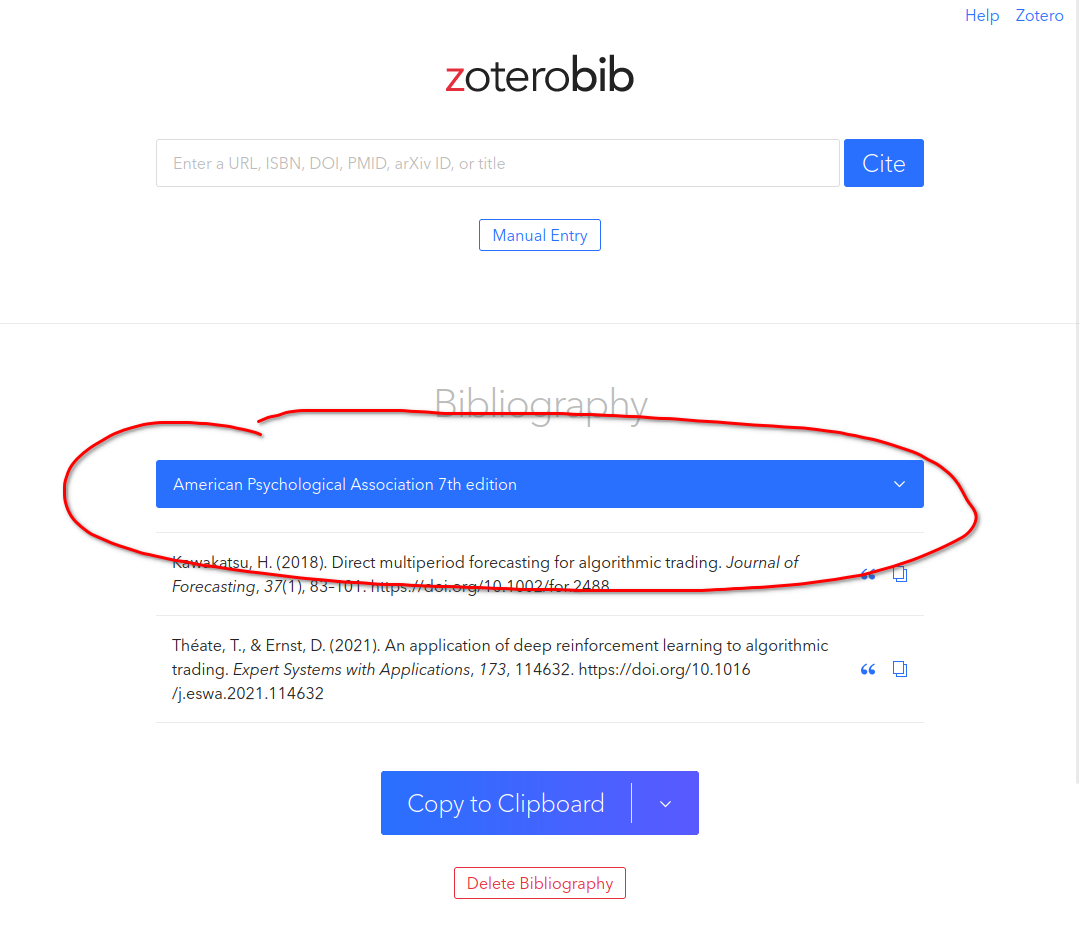 Help Zotero
zoterobib
Enter a URL, ISBN, DOI, PMID, arXiv ID, or title
Cite
Manual Entry
Bibliography
American Psychological Association 7th edition
Kawakatsu, H. (2018). Direct multiperiod forecasting for algorithmic trading. Journal of
Forecasting, 37(1), 83–101. https://doi.org/10.1002/for.2488
Théate, T., & Ernst, D. (2021). An application of deep reinforcement learning to algorithmic
trading. Expert Systems with Applications, 173, 114632. https://doi.org/10.1016
/j.eswa.2021.114632
Copy to Clipboard
Delete Bibliography